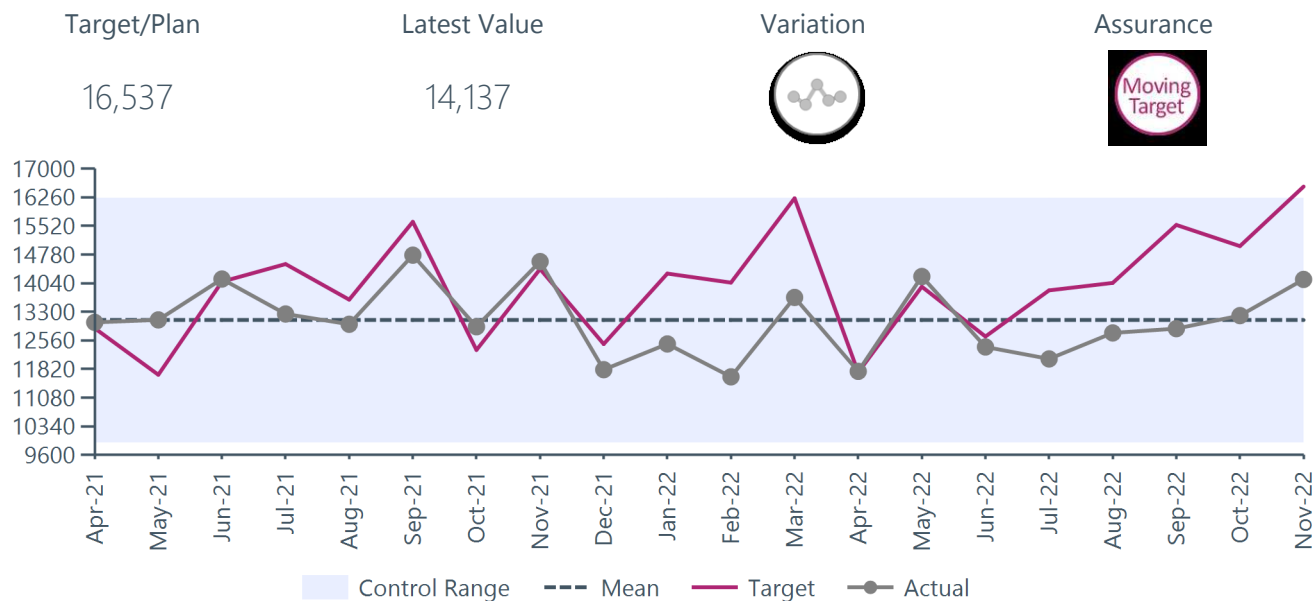 Target/Plan Latest Value Variation Assurance
16,537 14,137
Moving
Target
17000
16260
15520
14780
14040
13300
12560
11820
11080
10340
9600
Apr-21 May-21 Jun-21 Jul-21 Aug-21 Sep-21 Oct-21 Nov-21 Dec-21 Jan-22 Feb-22 Mar-22 Apr-22 May-22 Jun-22 Jul-22 Aug-22 Sep-22 Oct-22 Nov-22
Control Range Mean Target Actual